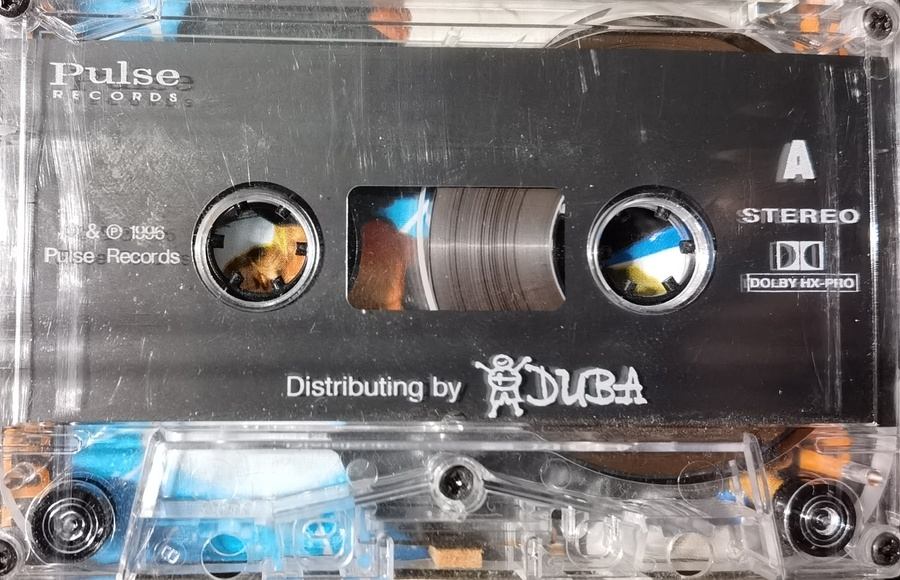 Pulse
RECORDS
A
STEREO
DOLBY HX-PRO
℗ & ℗ 1996
Pulse Records
Distributing by DUBA